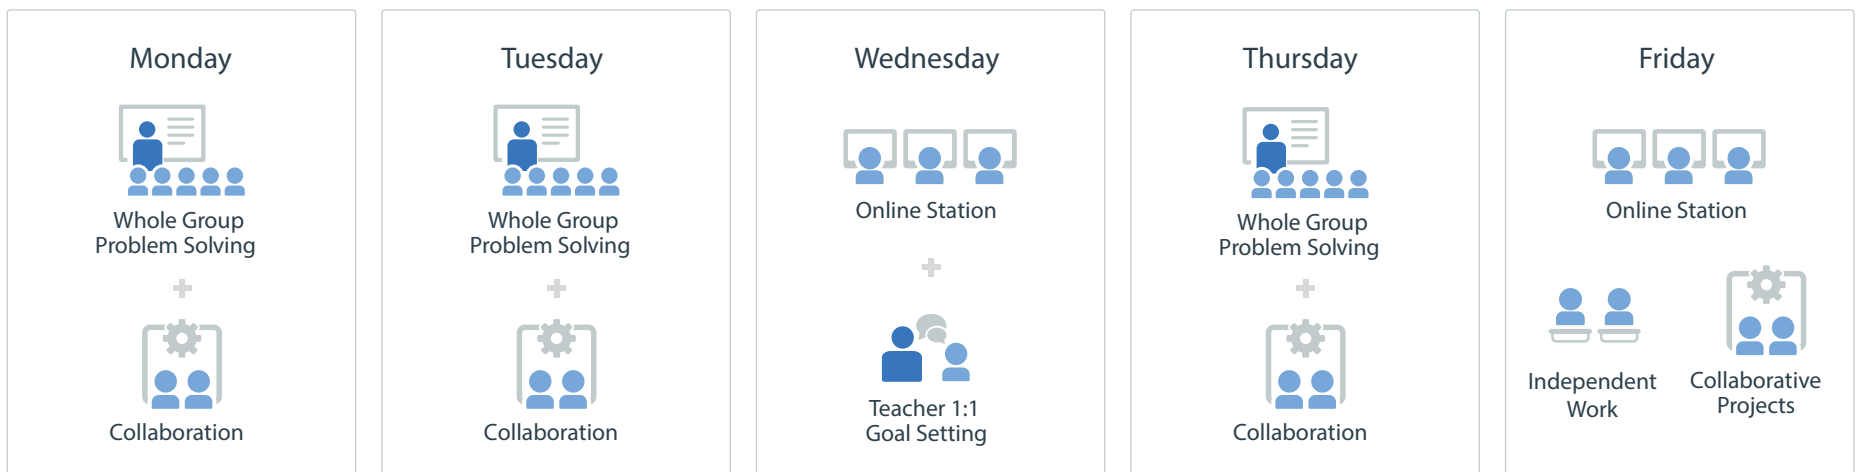 Monday
Whole Group
Problem Solving
Collaboration
Tuesday
Whole Group
Problem Solving
Collaboration
Wednesday
Online Station
Teacher 1:1
Goal Setting
Thursday
Whole Group
Problem Solving
Collaboration
Friday
Online Station
Independent
Work
Collaborative
Projects